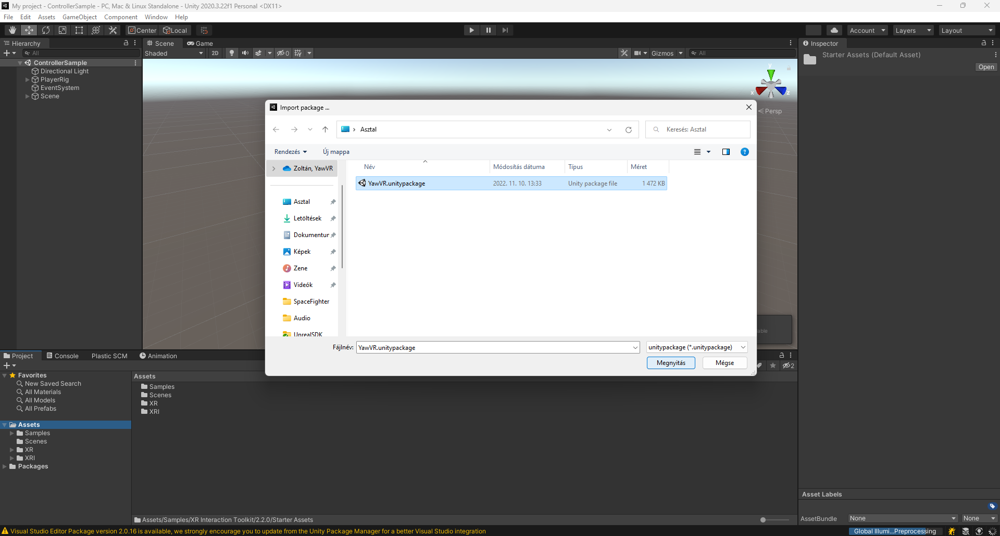 My project - ControllerSample - PC, Mac & Linux Standalone - Unity 2020.3.22f1 Personal <DX11>
File Edit Assets GameObject Component Window Help
Center Local Account Layers Layout
Hierarchy Scene Game Inspector
All Shaded 2D 0 Gizmos All
Starter Assets (Default Asset)
Open
ControllerSample
Directional Light
PlayerRig
EventSystem
Scene
y
x z
Persp
Import package ...
Asztal Keresés: Asztal
Rendezés Új mappa ?
Név Módosítás dátuma Típus Méret
YawVR.unitypackage 2022. 11. 10. 13:33 Unity package file 1 472 KB
Zoltán, YawVR
Asztal
Letöltések
Dokumentur
Képek
Zene
Videók
SpaceFighter
Audio
UnrealSDK
able
Fájlnév: YawVR.unitypackage unitypackage (*.unitypackage)
Megnyitás Mégse
Project Console Plastic SCM Animation
2
Favorites
New Saved Search
All Materials
All Models
All Prefabs
Assets
Samples
Scenes
XR
XRI
Packages
Assets
Samples
Scenes
XR
XRI
Assets/Samples/XR Interaction Toolkit/2.2.0/Starter Assets
Asset Labels
AssetBundle None None
Visual Studio Editor Package version 2.0.16 is available, we strongly encourage you to update from the Unity Package Manager for a better Visual Studio integration
Global Illumi...Preprocessing